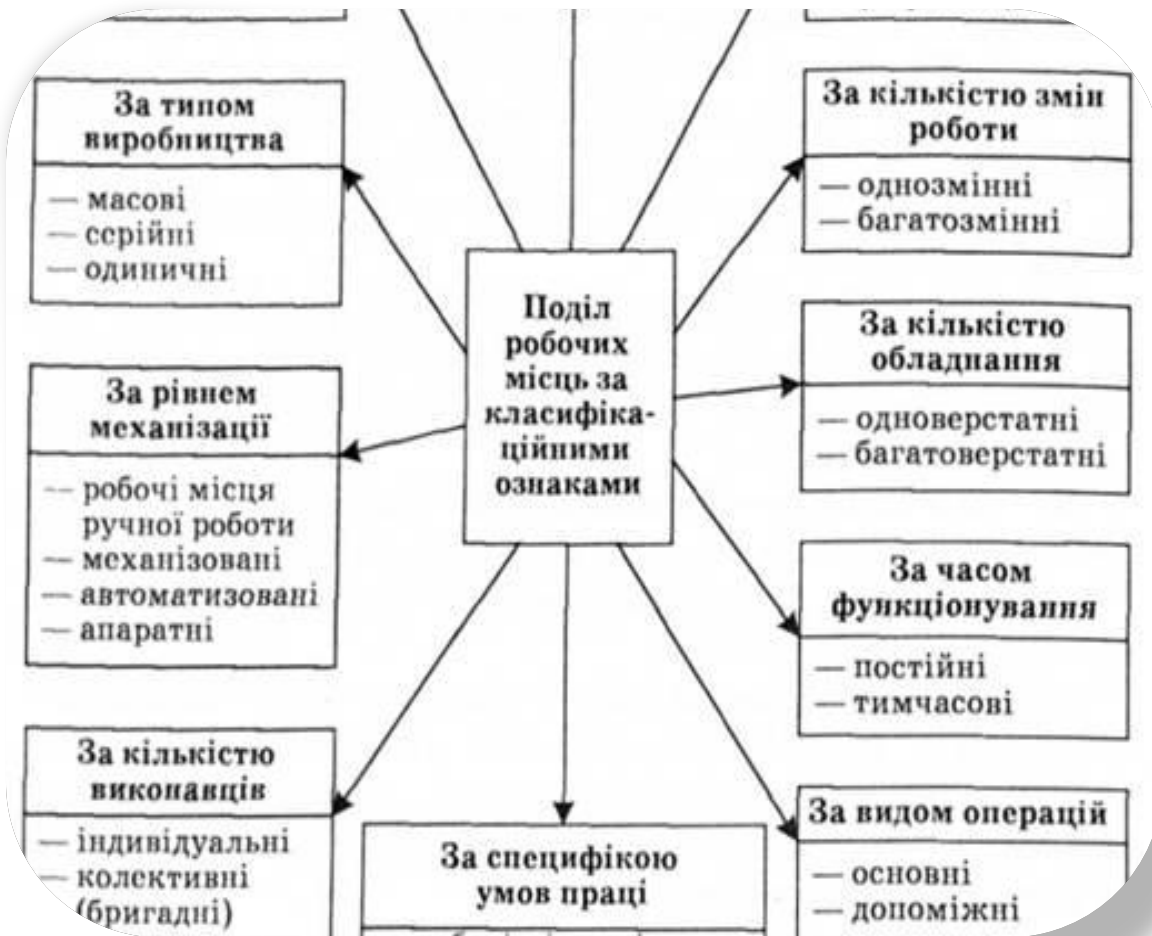 За типом
виробництва
— масові
— серійні
— одиничні
За рівнем
механізації
— робочі місця
ручної роботи
— механізовані
— автоматизовані
— апаратні
За кількістю
виконавців
— індивідуальні
— колективні
(бригадні)
Поділ
робочих
місць за
класифіка-
ційними
ознаками
За специфікою
умов праці
За кількістю змін
роботи
— однозмінні
— багатозмінні
За кількістю
обладнання
— одноверстатні
— багатоверстатні
За часом
функціонування
— постійні
— тимчасові
За видом операцій
— основні
— допоміжні